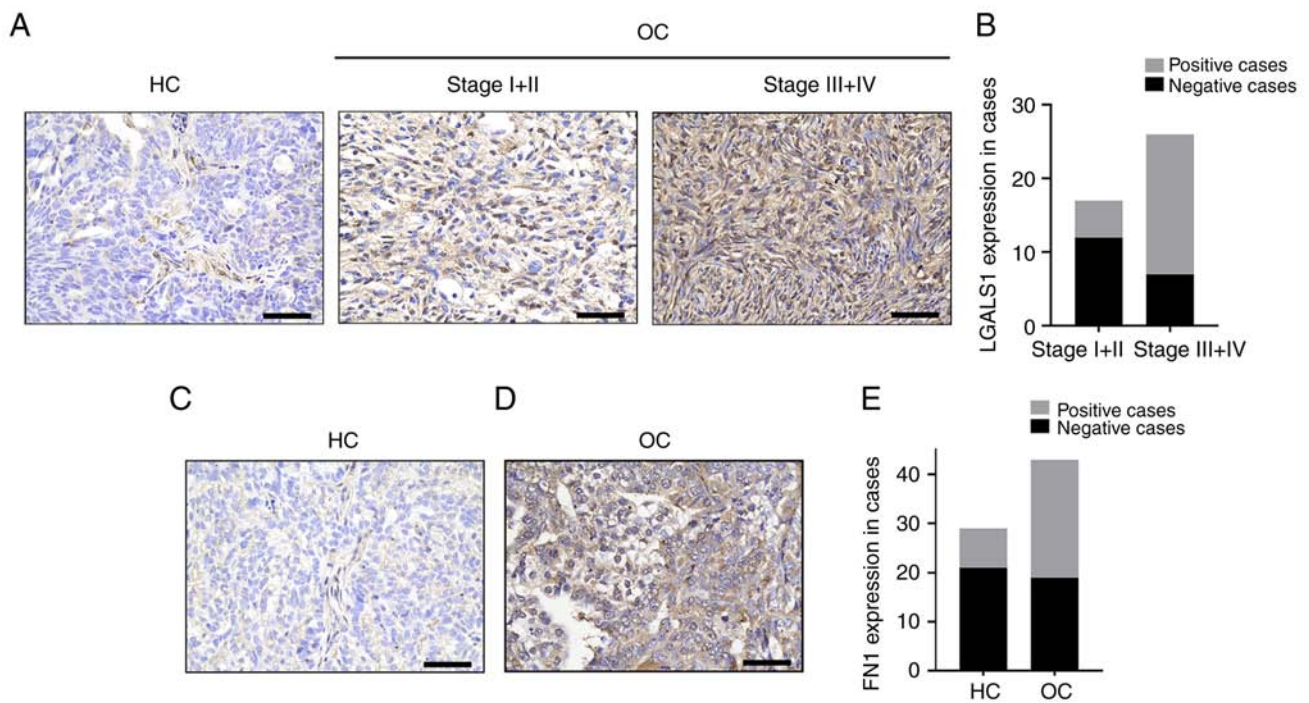 A
OC
HC
Stage I+II
Stage III+IV
B
Positive cases
Negative cases
LGALS1 expression in cases
30
20
10
0
Stage I+II
Stage III+IV
C
HC
D
OC
E
Positive cases
Negative cases
FN1 expression in cases
40
30
20
10
0
HC
OC